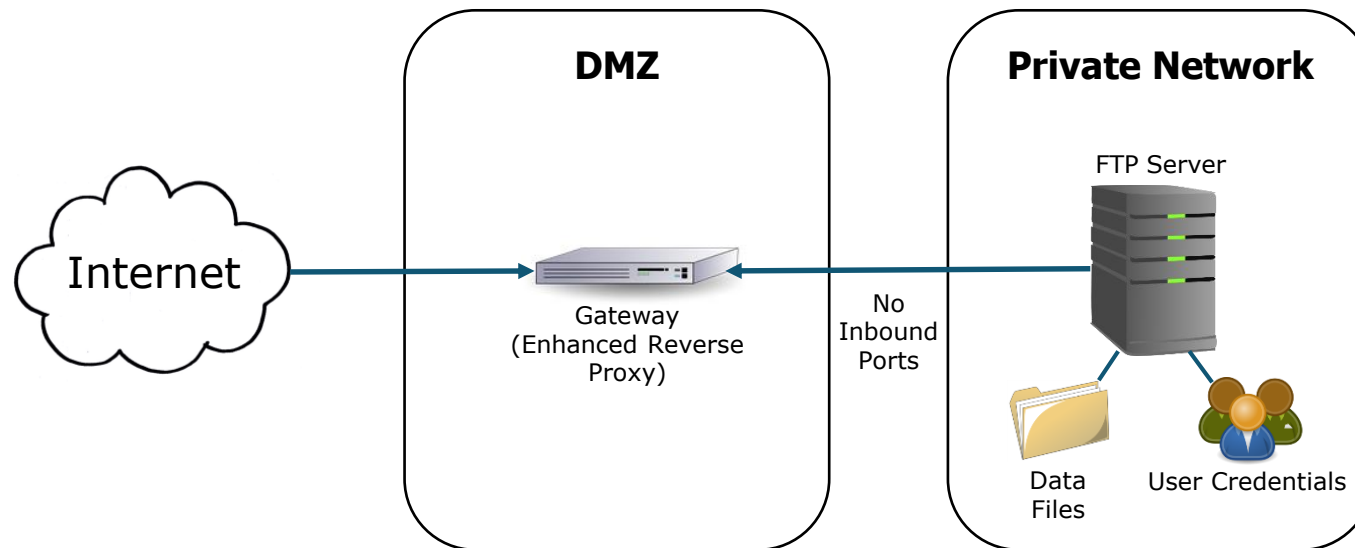 DMZ
Private Network
FTP Server
Internet
Gateway
(Enhanced Reverse
Proxy)
No
Inbound
Ports
Data
Files
User Credentials